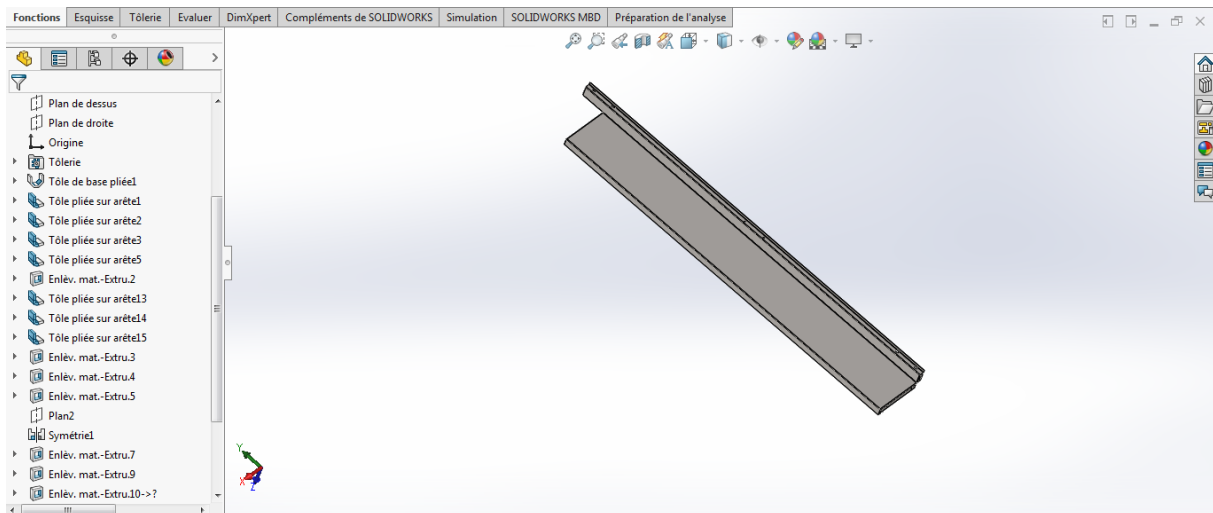 Fonctions Esquisse Tôlerie Evaluer DimXpert Compléments de SOLIDWORKS Simulation SOLIDWORKS MBD Préparation de l'analyse
Plan de dessus
Plan de droite
Origine
Tôlerie
Tôle de base pliée1
Tôle pliée sur arête1
Tôle pliée sur arête2
Tôle pliée sur arête3
Tôle pliée sur arête5
Enlèv. mat.-Extru.2
Tôle pliée sur arête13
Tôle pliée sur arête14
Tôle pliée sur arête15
Enlèv. mat.-Extru.3
Enlèv. mat.-Extru.4
Enlèv. mat.-Extru.5
Plan2
Symétrie1
Enlèv. mat.-Extru.7
Enlèv. mat.-Extru.9
Enlèv. mat.-Extru.10->?
Y
X
Z